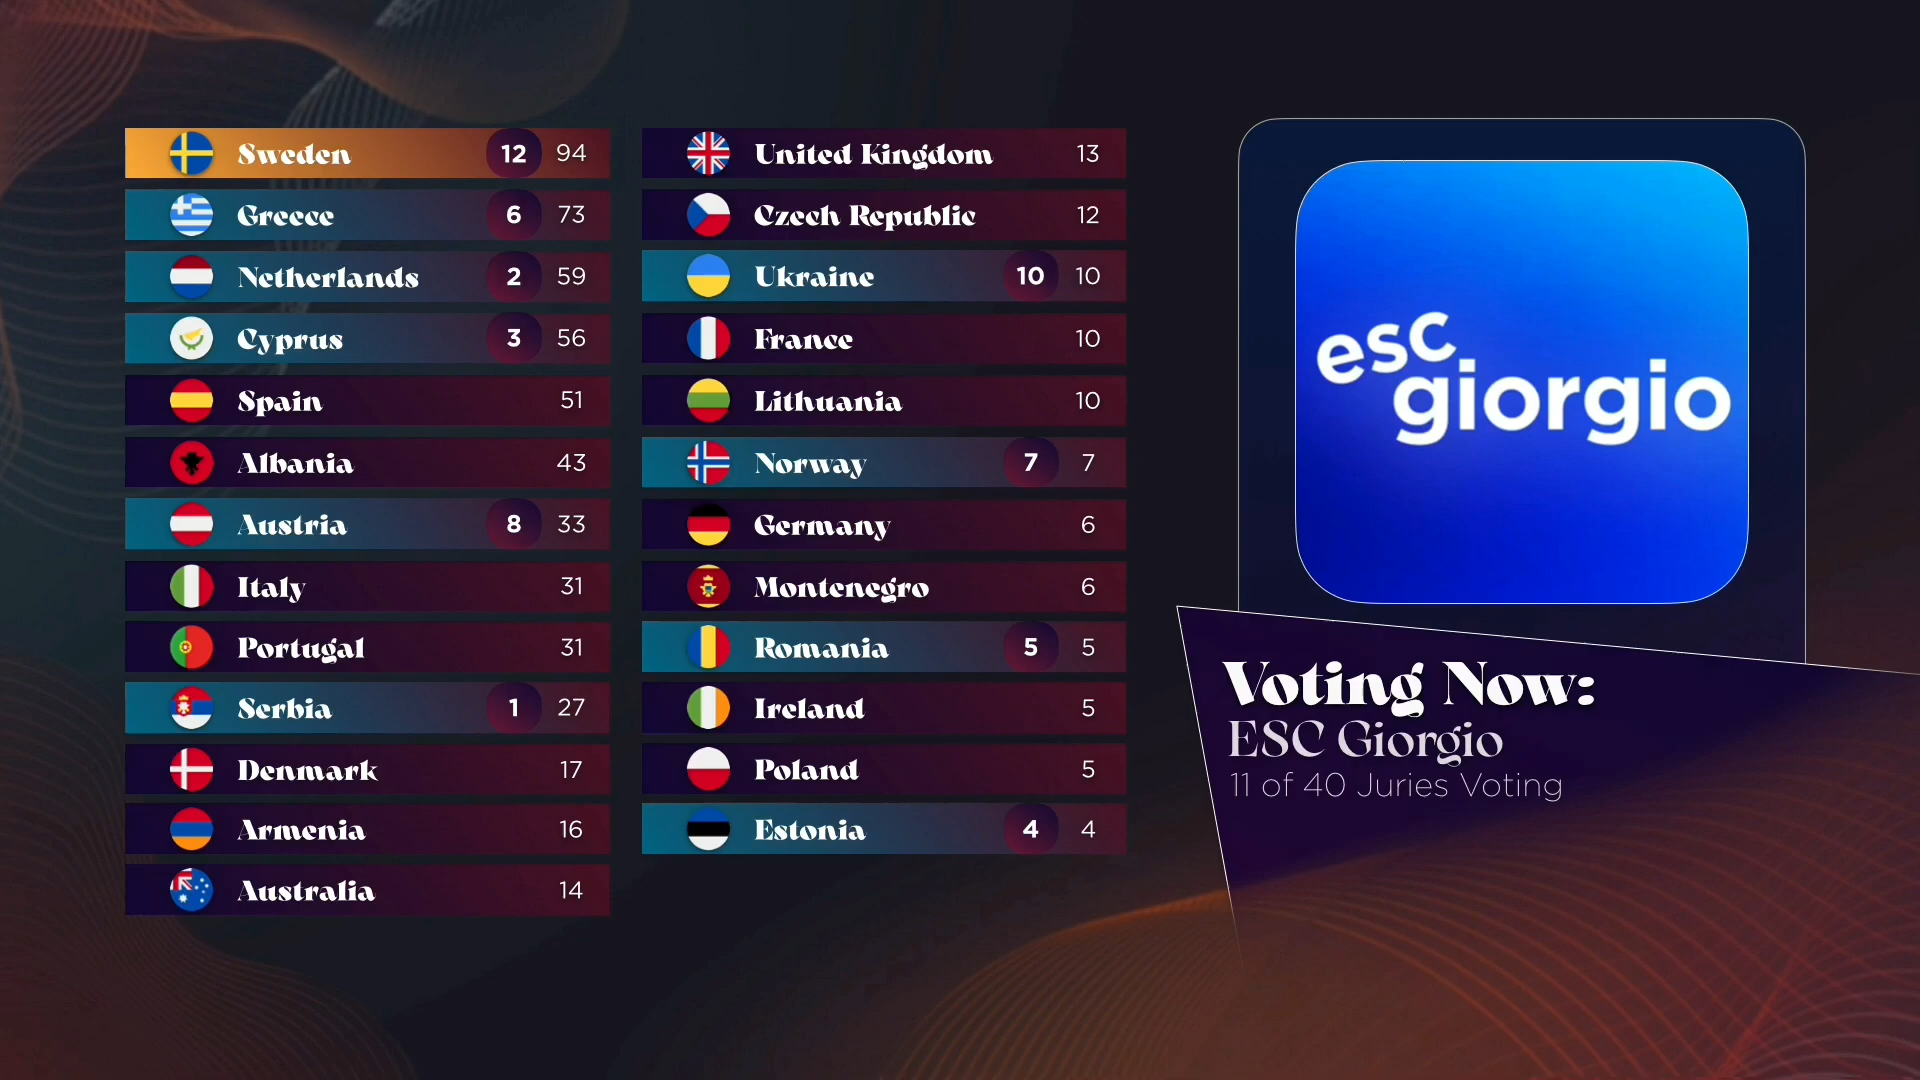 Sweden 12 94
Greece 6 73
Netherlands 2 59
Cyprus 3 56
Spain 51
Albania 43
Austria 8 33
Italy 31
Portugal 31
Serbia 1 27
Denmark 17
Armenia 16
Australia 14
United Kingdom 13
Czech Republic 12
Ukraine 10 10
France 10
Lithuania 10
Norway 7 7
Germany 6
Montenegro 6
Romania 5 5
Ireland 5
Poland 5
Estonia 4 4
esc
giorgio
Voting Now:
ESC Giorgio
11 of 40 Juries Voting